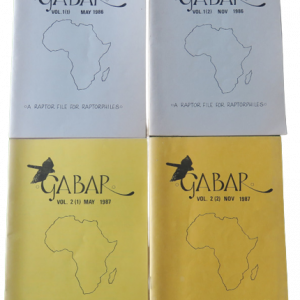 GABAR
VOL. 1 (1) MAY 1986
A RAPTOR FILE FOR RAPTORPHILES
GABAR
VOL. 1 (2) NOV 1986
A RAPTOR FILE FOR RAPTORPHILES
GABAR
VOL. 2 (1) MAY 1987
GABAR
VOL. 2 (2) NOV 1987